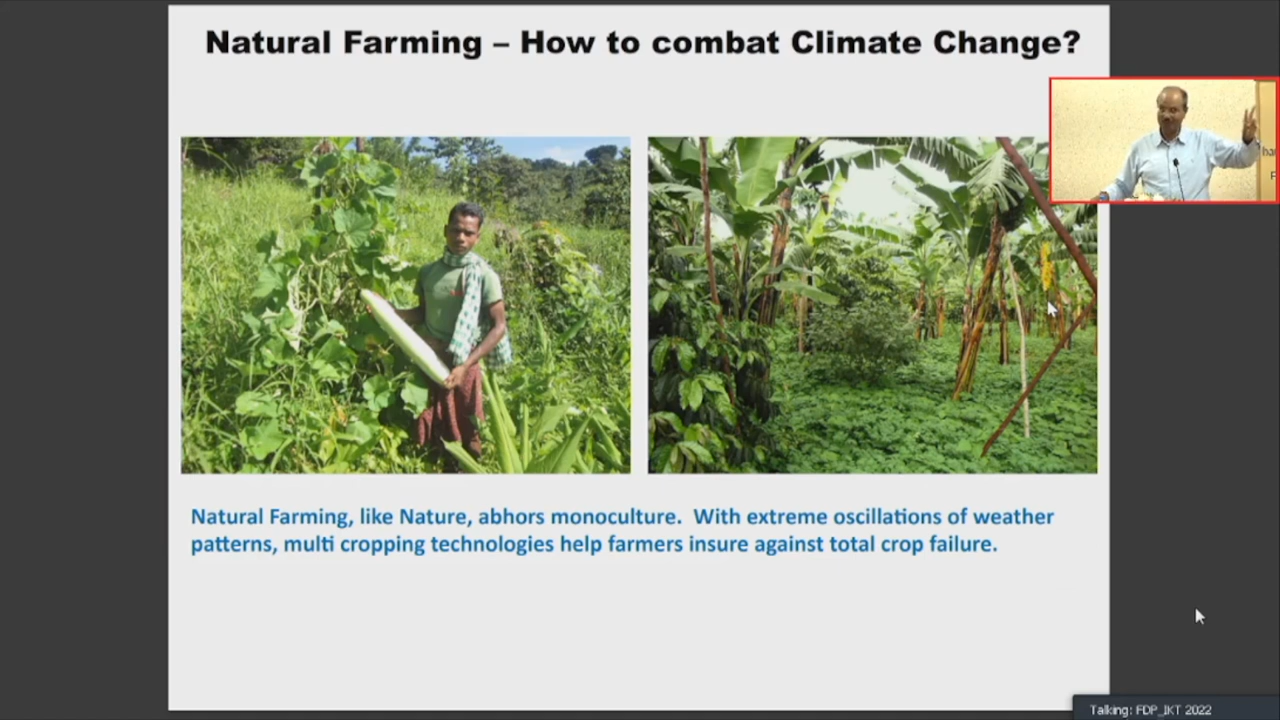 Natural Farming – How to combat Climate Change?
Natural Farming, like Nature, abhors monoculture.  With extreme oscillations of weather
patterns, multi cropping technologies help farmers insure against total crop failure.
Talking: FDP_IKT 2022